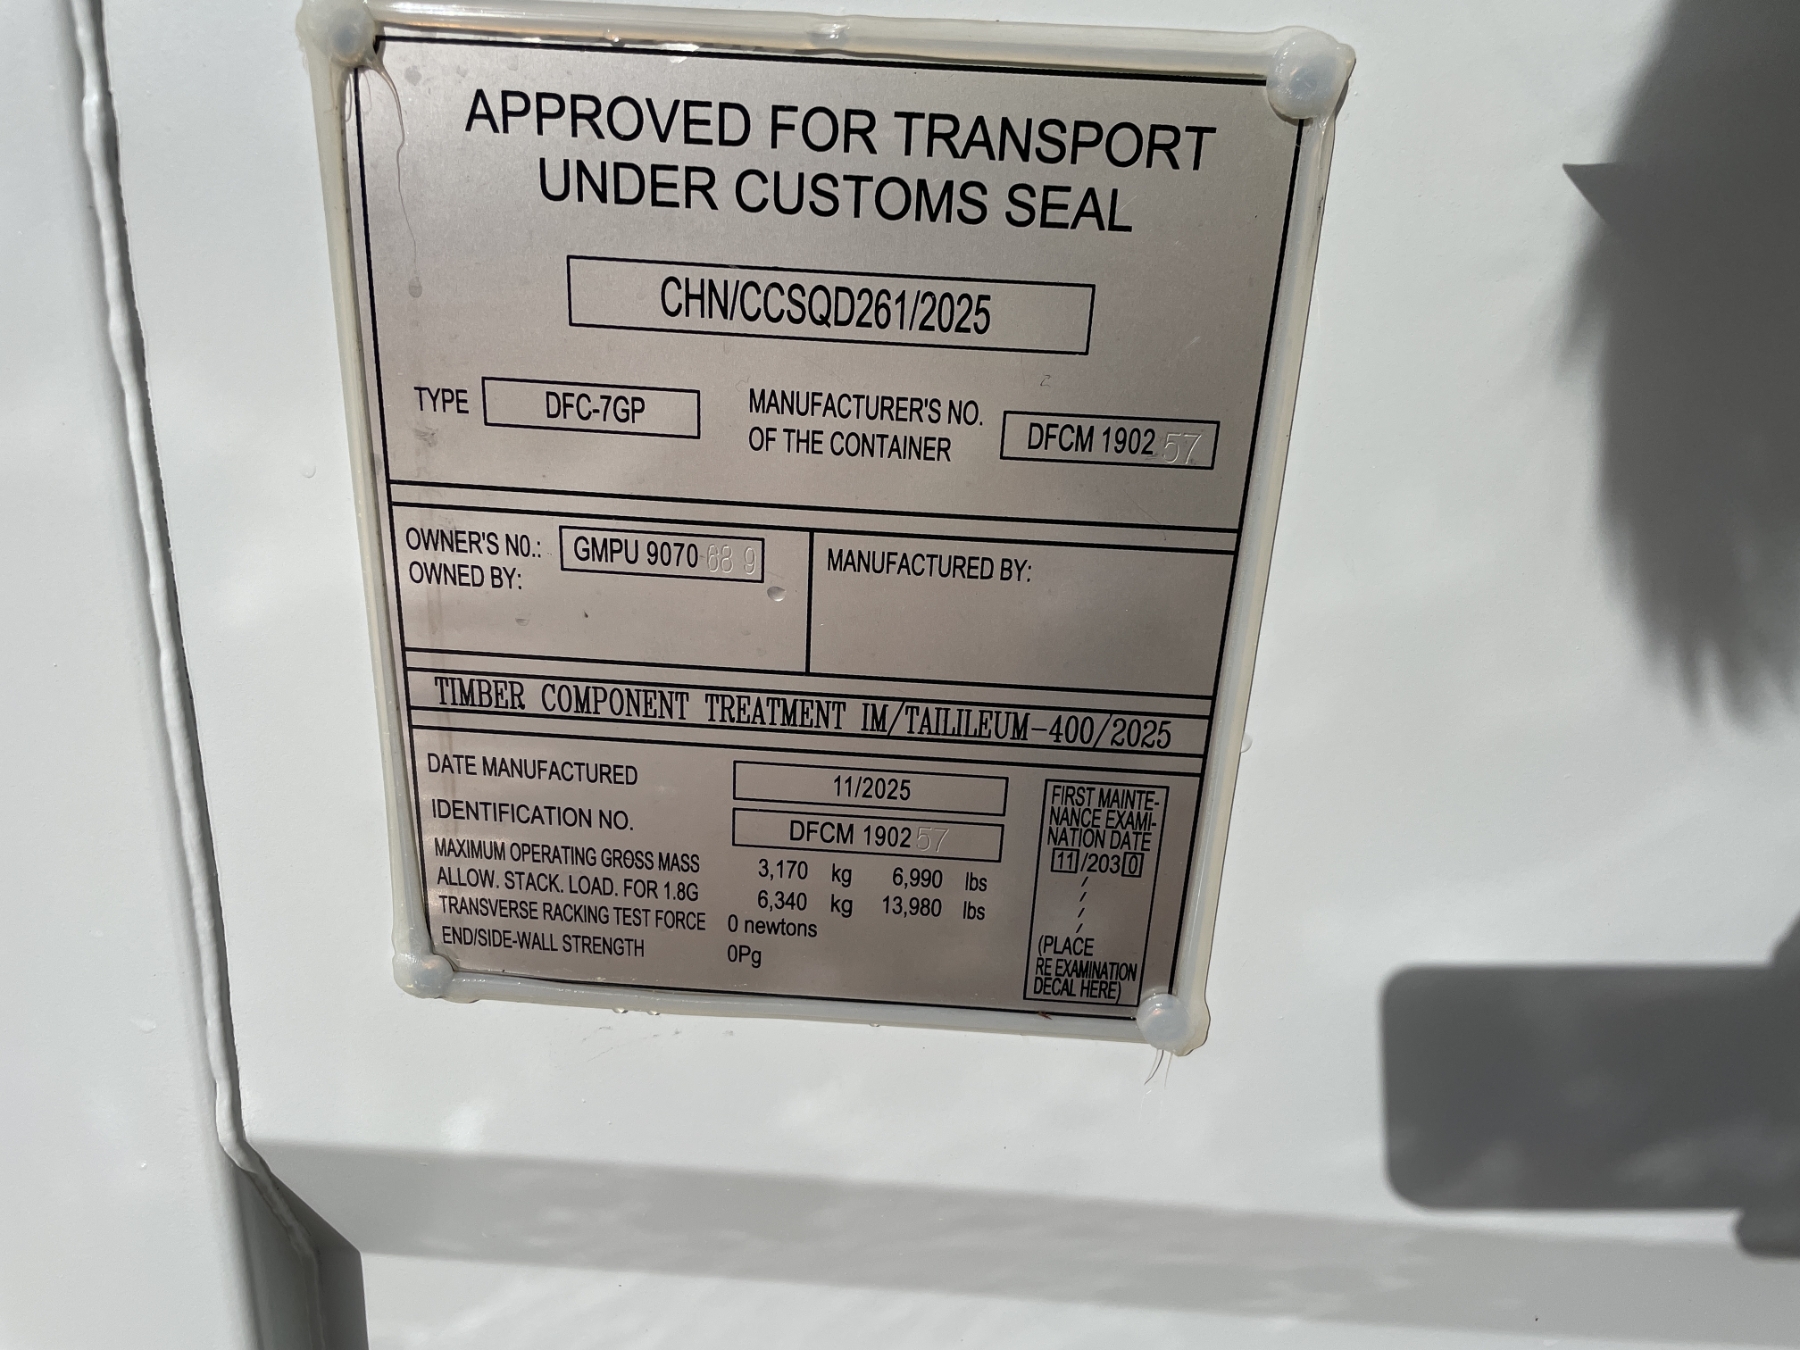 APPROVED FOR TRANSPORT
UNDER CUSTOMS SEAL
CHN/CCSQD261/2025
TYPE DFC-7GP
MANUFACTURER'S NO.
OF THE CONTAINER
DFCM 190257
OWNER'S NO.: GMPU 9070
OWNED BY:
MANUFACTURED BY:
TIMBER COMPONENT TREATMENT IM/TAILILEUM-400/2025
DATE MANUFACTURED 11/2025
IDENTIFICATION NO. DFCM 190257
MAXIMUM OPERATING GROSS MASS 3,170 kg 6,990 lbs
ALLOW. STACK. LOAD. FOR 1.8G 6,340 kg 13,980 lbs
TRANSVERSE RACKING TEST FORCE 0 newtons
END/SIDE-WALL STRENGTH 0Pg
FIRST MAINTE-
NANCE EXAMI-
NATION DATE
11/2030
(PLACE
RE EXAMINATION
DECAL HERE)